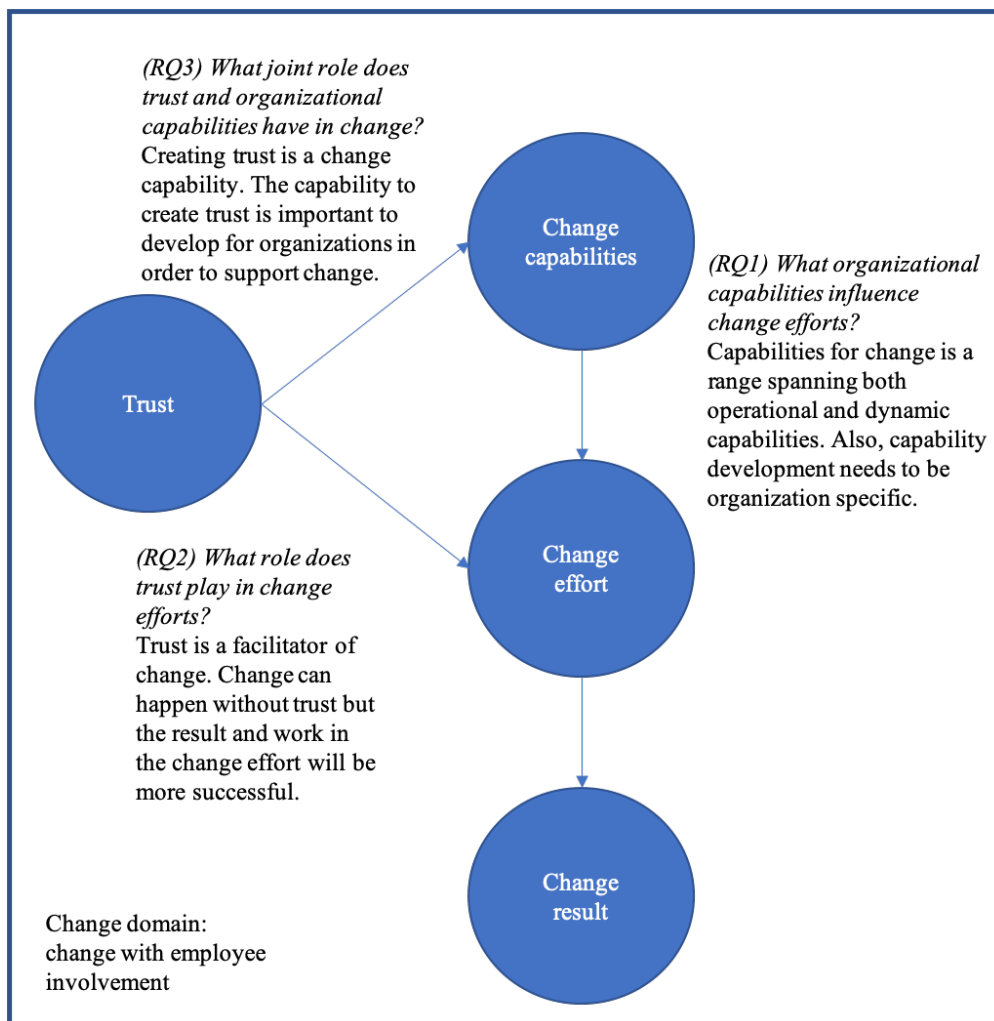 (RQ3) What joint role does
trust and organizational
capabilities have in change?
Creating trust is a change
capability. The capability to
create trust is important to
develop for organizations in
order to support change.
Change
capabilities
(RQ1) What organizational
capabilities influence
change efforts?
Capabilities for change is a
range spanning both
operational and dynamic
capabilities. Also, capability
development needs to be
organization specific.
Trust
Change
effort
(RQ2) What role does
trust play in change
efforts?
Trust is a facilitator of
change. Change can
happen without trust but
the result and work in
the change effort will be
more successful.
Change
result
Change domain:
change with employee
involvement